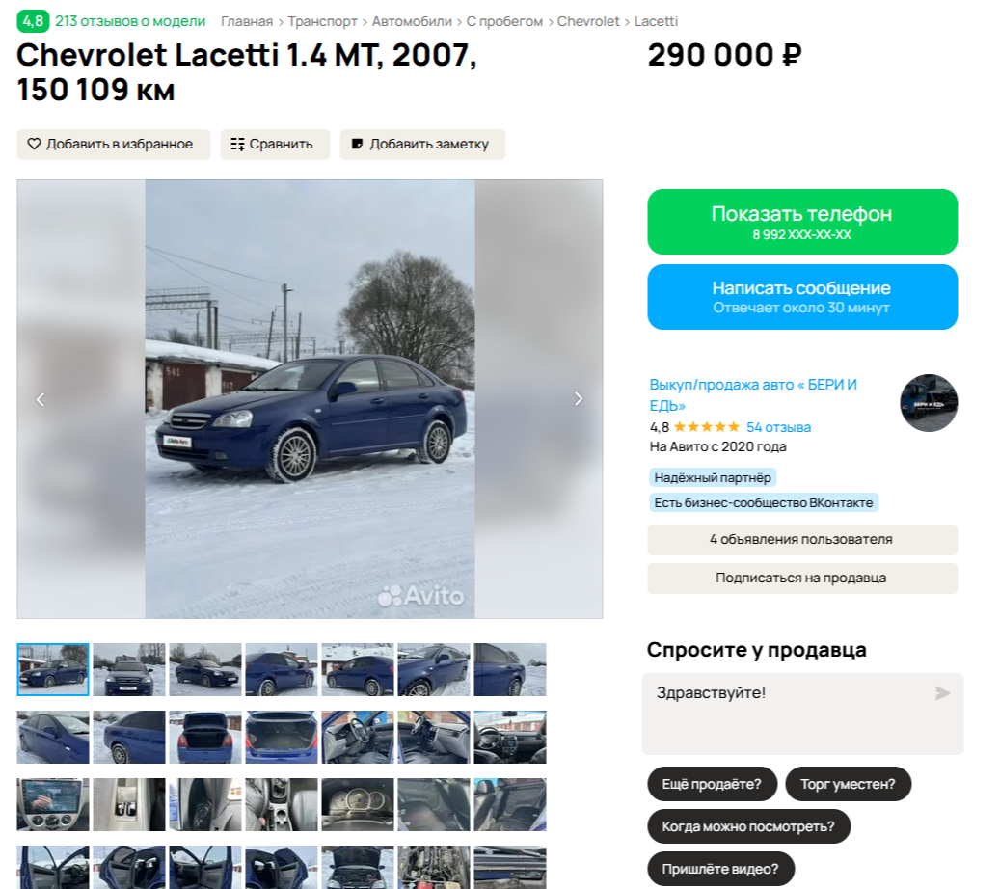 4,8 213 отзывов о модели Главная › Транспорт › Автомобили › С пробегом › Chevrolet › Lacetti
Chevrolet Lacetti 1.4 MT, 2007,
150 109 км
290 000 ₽
Добавить в избранное
Сравнить
Добавить заметку
541
Avito
Показать телефон
8 992 XXX-XX-XX
Написать сообщение
Отвечает около 30 минут
Выкуп/продажа авто « БЕРИ И
ЕДЬ»
БЕРИ И ЕДЬ
4,8 ★★★★★ 54 отзыва
На Авито с 2020 года
Надёжный партнёр
Есть бизнес-сообщество ВКонтакте
4 объявления пользователя
Подписаться на продавца
Спросите у продавца
Здравствуйте!
Ещё продаёте?
Торг уместен?
Когда можно посмотреть?
Пришлёте видео?